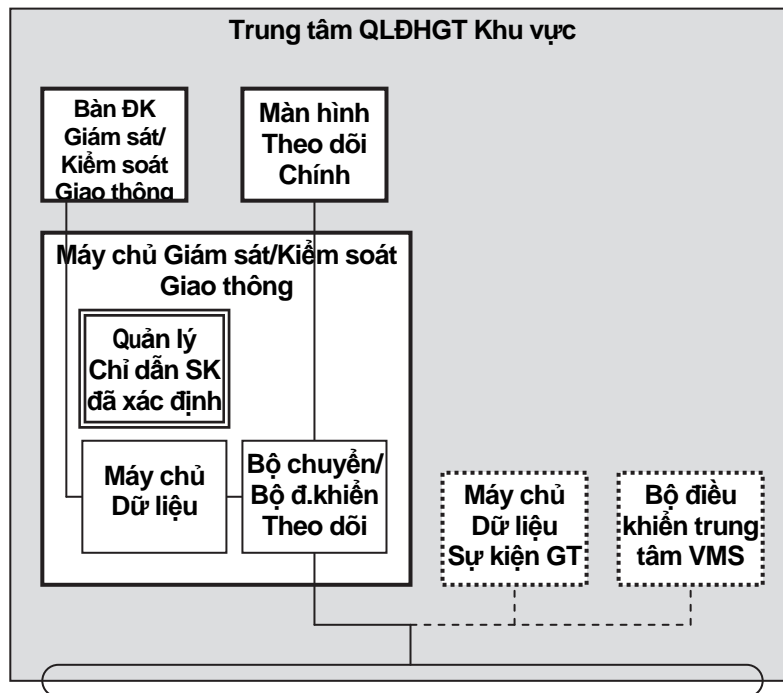 Trung tâm QLĐHGT Khu vực
Bàn ĐK
Giám sát/
Kiểm soát
Giao thông
Màn hình
Theo dõi
Chính
Máy chủ Giám sát/Kiểm soát
Giao thông
Quản lý
Chỉ dẫn SK
đã xác định
Máy chủ
Dữ liệu
Bộ chuyển/
Bộ đ.khiển
Theo dõi
Máy chủ
Dữ liệu
Sự kiện GT
Bộ điều
khiển trung
tâm VMS